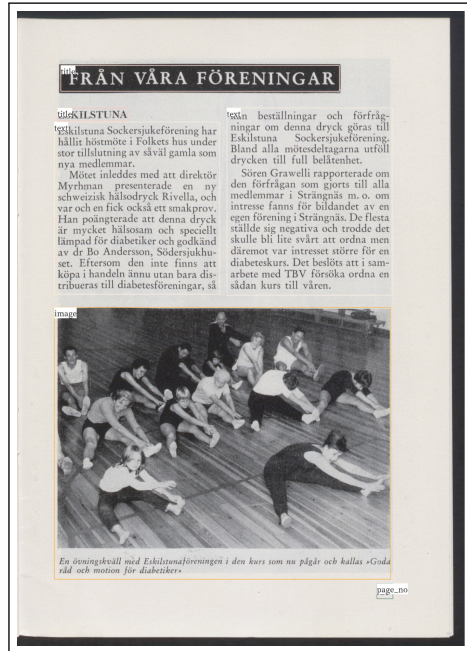 title
FRÅN VÅRA FÖRENINGAR
title
ESKILSTUNA
text
Eskilstuna Sockersjukeförening har
hållit höstmöte i Folkets hus under
stor tillslutning av såväl gamla som
nya medlemmar.
Mötet inleddes med att direktör
Myrhman presenterade en ny
schweizisk hälsodryck Rivella, och
var och en fick också ett smakprov.
Han poängterade att denna dryck
är mycket hälsosam och speciellt
lämpad för diabetiker och godkänd
av dr Bo Andersson, Södersjukhu-
set. Eftersom den inte finns att
köpa i handeln ännu utan bara dis-
tribueras till diabetesföreningar, så
text
kan beställningar och förfråg-
ningar om denna dryck göras till
Eskilstuna Sockersjukeförening.
Bland alla mötesdeltagarna utföll
drycken till full belåtenhet.
Sören Grawelli rapporterade om
den förfrågan som gjorts till alla
medlemmar i Strängnäs m. o. om
intresse fanns för bildandet av en
egen förening i Strängnäs. De flesta
ställde sig negativa och trodde det
skulle bli lite svårt att ordna men
däremot var intresset större för en
diabeteskurs. Det beslöts att i sam-
arbete med TBV försöka ordna en
sådan kurs till våren.
image
En övningskväll med Eskilstunaföreningen i den kurs som nu pågår och kallas »Goda
råd och motion för diabetiker»
page_no